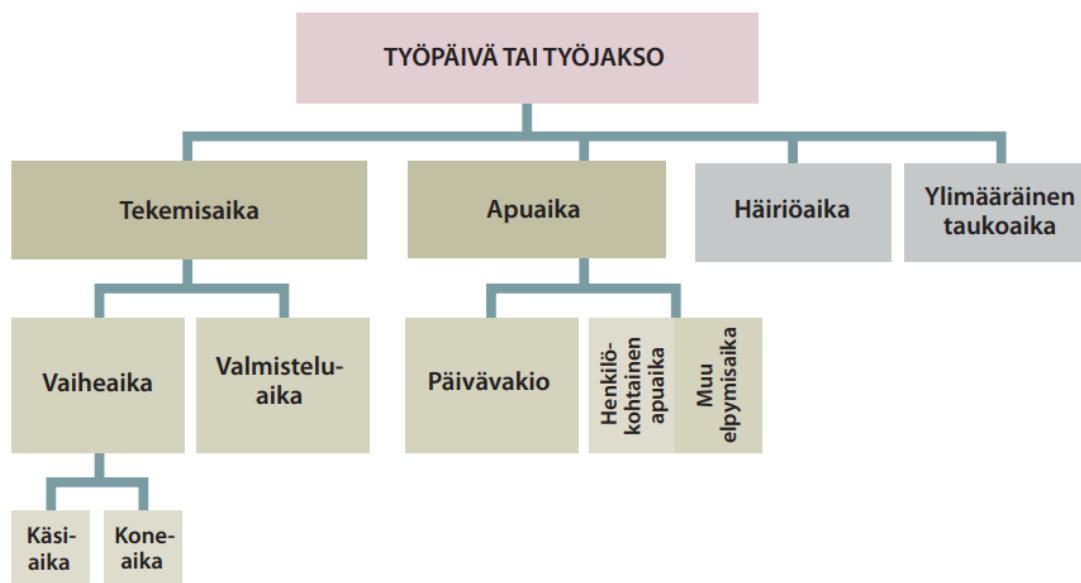 TYÖPÄIVÄ TAI TYÖJAKSO
Tekemisaika
Apuaika
Häiriöaika
Ylimääräinen
taukoaika
Vaiheaika
Valmistelu-
aika
Päivävakio
Henkilö-
kohtainen
apuaika
Muu
elpymisaika
Käsi-
aika
Kone-
aika